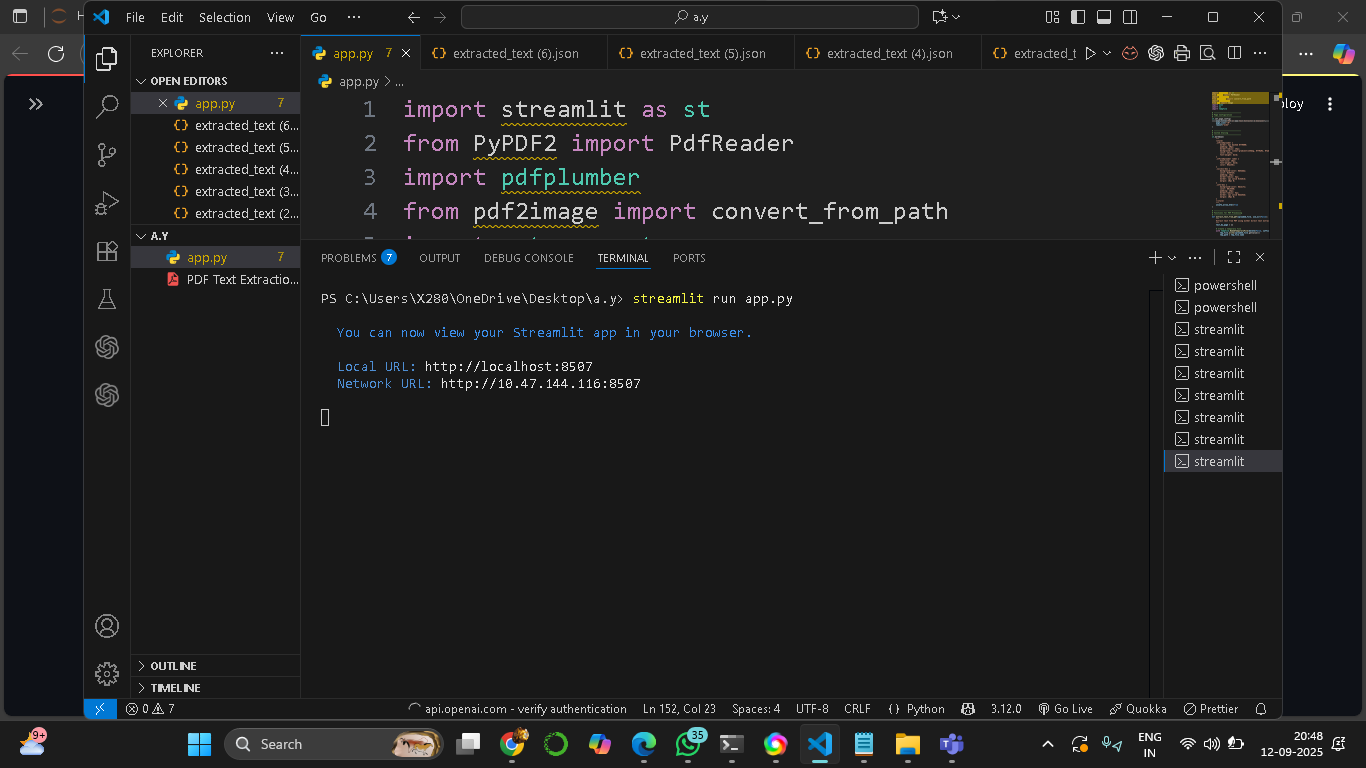 File Edit Selection View Go ··· a.y
EXPLORER
OPEN EDITORS
app.py 7
extracted_text (6...
extracted_text (5...
extracted_text (4...
extracted_text (3...
extracted_text (2...
A.Y
app.py 7
PDF Text Extractio...
OUTLINE
TIMELINE
app.py 7 extracted_text (6).json extracted_text (5).json extracted_text (4).json extracted_t
app.py > ...
1 import streamlit as st
2 from PyPDF2 import PdfReader
3 import pdfplumber
4 from pdf2image import convert_from_path
PROBLEMS 7 OUTPUT DEBUG CONSOLE TERMINAL PORTS
PS C:\Users\X280\OneDrive\Desktop\a.y> streamlit run app.py
You can now view your Streamlit app in your browser.
Local URL: http://localhost:8507
Network URL: http://10.47.144.116:8507
powershell
powershell
streamlit
streamlit
streamlit
streamlit
streamlit
streamlit
streamlit
0 7 api.openai.com - verify authentication Ln 152, Col 23 Spaces: 4 UTF-8 CRLF {} Python 3.12.0 Go Live Quokka Prettier
9+ Search 35 ENG
IN
20:48
12-09-2025